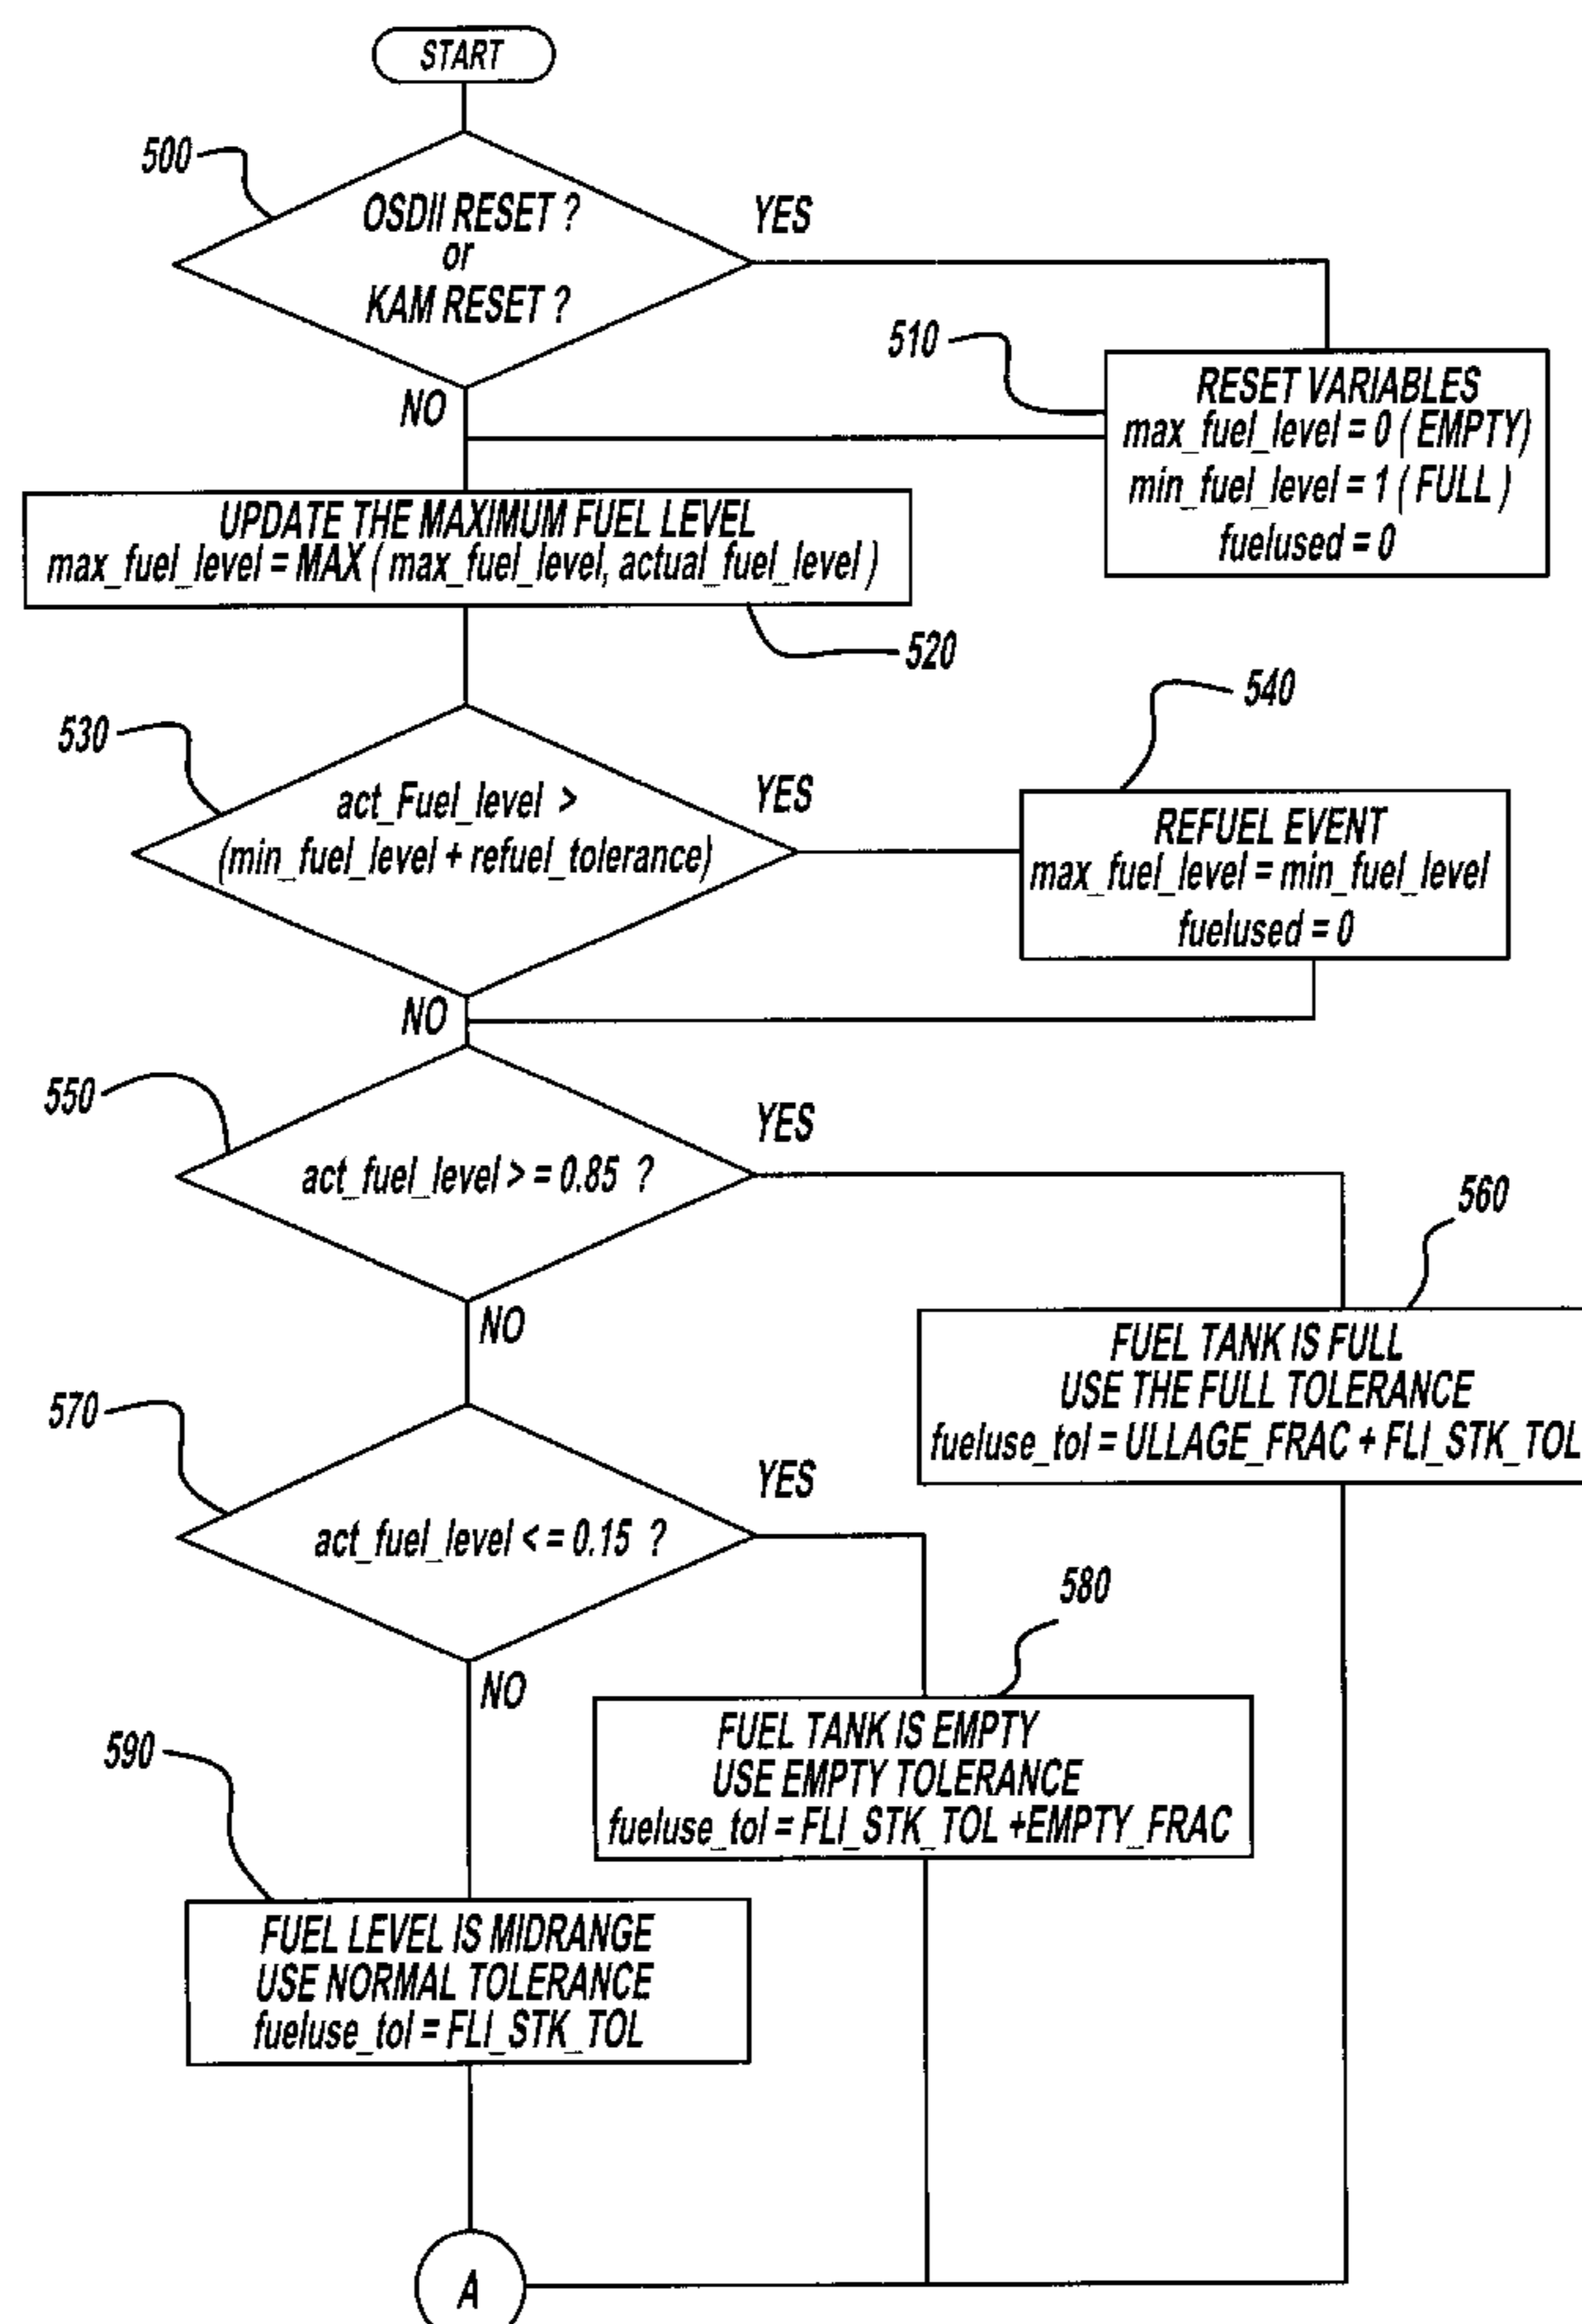 START
500
OSDII RESET ?
or
KAM RESET ?
YES
NO
510
RESET VARIABLES
max_fuel_level = 0 ( EMPTY)
min_fuel_level = 1 ( FULL )
fuelused = 0
UPDATE THE MAXIMUM FUEL LEVEL
max_fuel_level = MAX ( max_fuel_level, actual_fuel_level )
520
530
act_Fuel_level >
(min_fuel_level + refuel_tolerance)
YES
NO
540
REFUEL EVENT
max_fuel_level = min_fuel_level
fuelused = 0
550
act_fuel_level > = 0.85 ?
YES
NO
560
FUEL TANK IS FULL
USE THE FULL TOLERANCE
fueluse_tol = ULLAGE_FRAC + FLI_STK_TOL
570
act_fuel_level < = 0.15 ?
YES
NO
580
FUEL TANK IS EMPTY
USE EMPTY TOLERANCE
fueluse_tol = FLI_STK_TOL +EMPTY_FRAC
590
FUEL LEVEL IS MIDRANGE
USE NORMAL TOLERANCE
fueluse_tol = FLI_STK_TOL
A